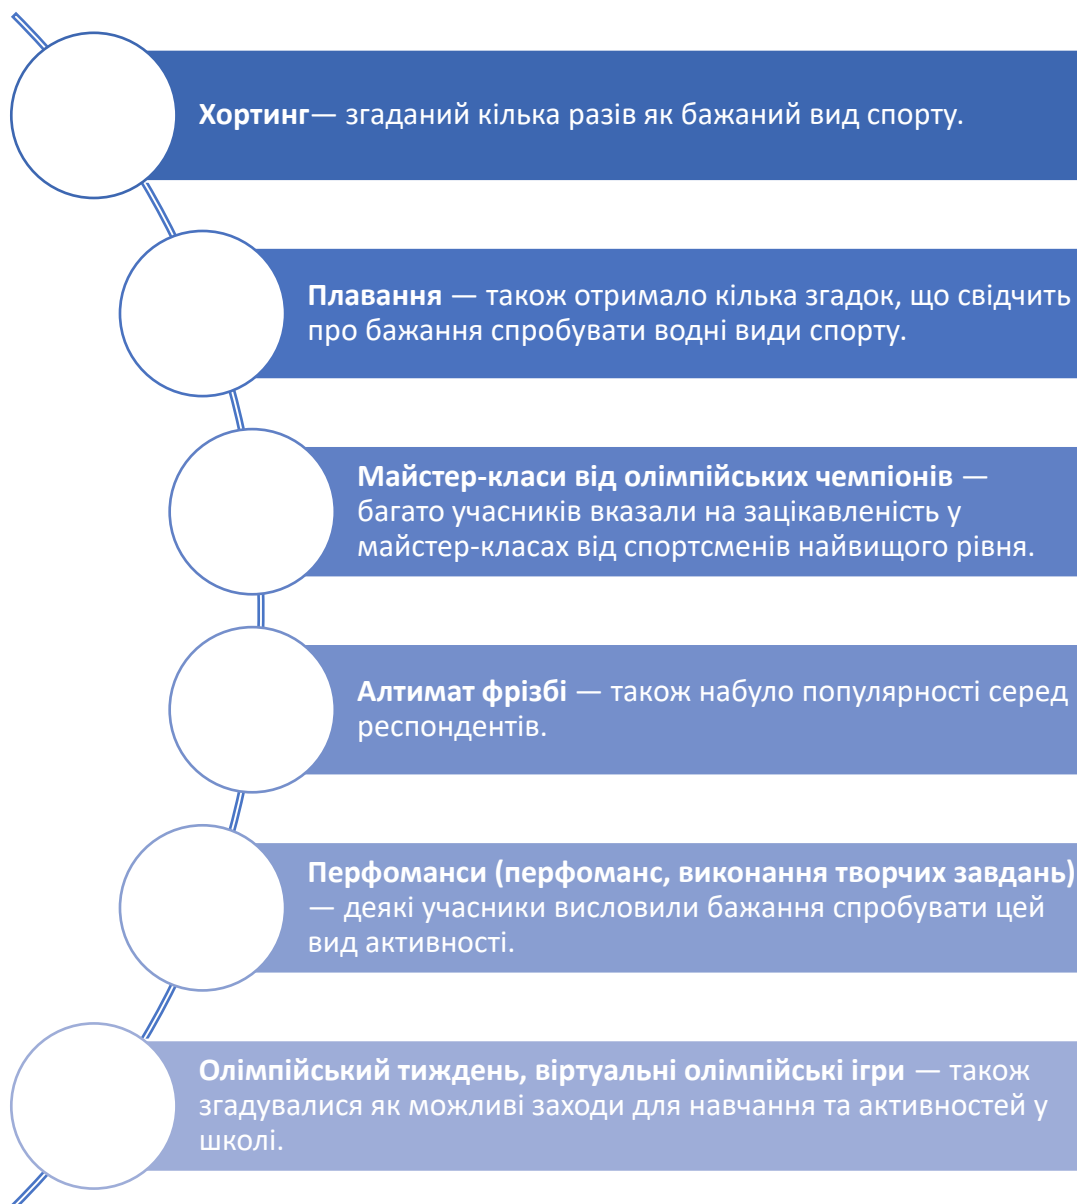 Хортинг— згаданий кілька разів як бажаний вид спорту.
Плавання — також отримало кілька згадок, що свідчить
про бажання спробувати водні види спорту.
Майстер-класи від олімпійських чемпіонів —
багато учасників вказали на зацікавленість у
майстер-класах від спортсменів найвищого рівня.
Алтимат фрізбі — також набуло популярності серед
респондентів.
Перфоманси (перфоманс, виконання творчих завдань)
— деякі учасники висловили бажання спробувати цей
вид активності.
Олімпійський тиждень, віртуальні олімпійські ігри — також
згадувалися як можливі заходи для навчання та активностей у
школі.